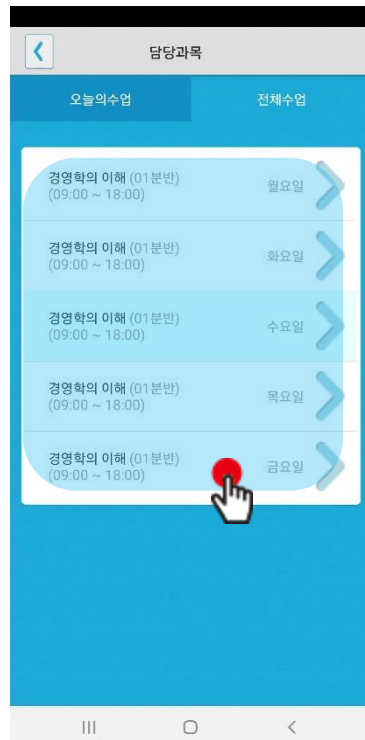 담당과목
오늘의수업 전체수업
경영학의 이해 (01분반)
(09:00 ~ 18:00)
월요일
경영학의 이해 (01분반)
(09:00 ~ 18:00)
화요일
경영학의 이해 (01분반)
(09:00 ~ 18:00)
수요일
경영학의 이해 (01분반)
(09:00 ~ 18:00)
목요일
경영학의 이해 (01분반)
(09:00 ~ 18:00)
금요일